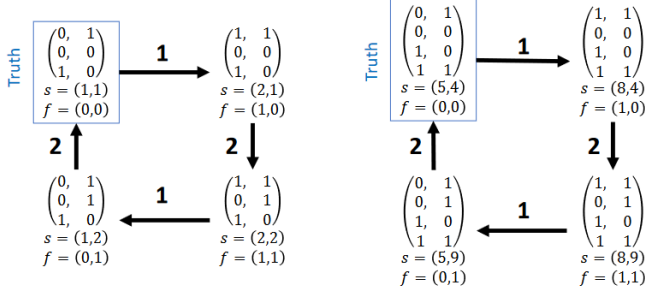 Truth
0, 1
0, 0
1, 0
s = (1,1)
f = (0,0)
1
1, 1
0, 0
1, 0
s = (2,1)
f = (1,0)
2
2
0, 1
0, 1
1, 0
s = (1,2)
f = (0,1)
1
1, 1
0, 1
1, 0
s = (2,2)
f = (1,1)
Truth
0, 1
0, 0
1, 0
1 1
s = (5,4)
f = (0,0)
1
1, 1
0, 0
1, 0
1 1
s = (8,4)
f = (1,0)
2
2
0, 1
0, 1
1, 0
1 1
s = (5,9)
f = (0,1)
1
1, 1
0, 1
1, 0
1 1
s = (8,9)
f = (1,1)